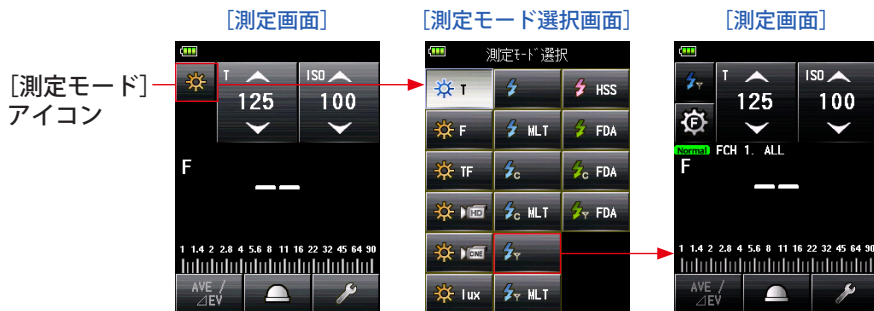 [測定画面]
[測定モード選択画面]
[測定画面]
[測定モード]
アイコン
T
125
ISO
100
F
1 1.4 2 2.8 4 5.6 8 11 16 22 32 45 64 90
AVE /
⊿EV
測定ﾓｰﾄﾞ選択
T
HSS
F
MLT
FDA
TF
C
C FDA
HD
C MLT
Y FDA
CINE
Y
lux
Y MLT
Y
T
125
ISO
100
F
Normal FCH 1. ALL
F
1 1.4 2 2.8 4 5.6 8 11 16 22 32 45 64 90
AVE /
⊿EV